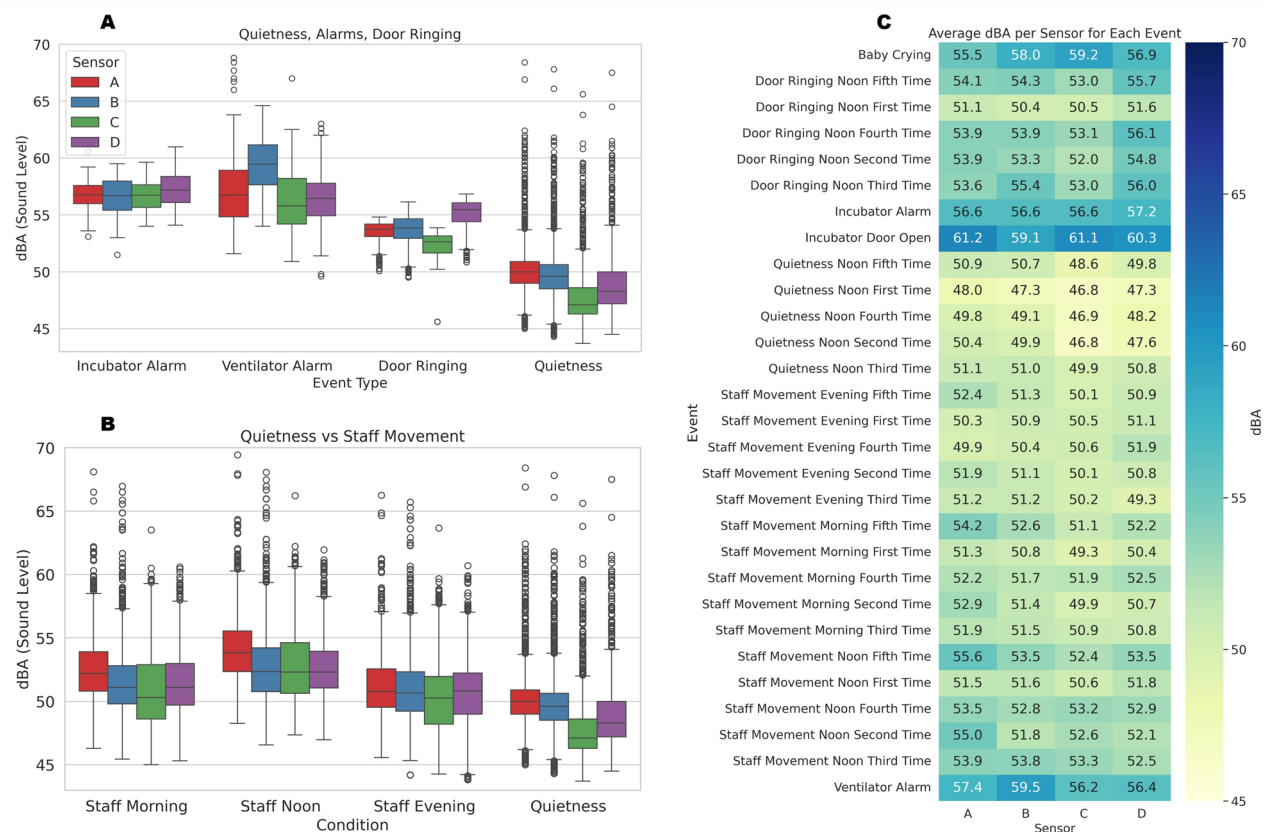 A
Quietness, Alarms, Door Ringing
70
65
60
55
50
45
dBA (Sound Level)
Sensor
A
B
C
D
Incubator Alarm
Ventilator Alarm
Door Ringing
Quietness
Event Type
B
Quietness vs Staff Movement
70
65
60
55
50
45
dBA (Sound Level)
Staff Morning
Staff Noon
Staff Evening
Quietness
Condition
C
Average dBA per Sensor for Each Event
Event
Baby Crying 55.5 58.0 59.2 56.9
Door Ringing Noon Fifth Time 54.1 54.3 53.0 55.7
Door Ringing Noon First Time 51.1 50.4 50.5 51.6
Door Ringing Noon Fourth Time 53.9 53.9 53.1 56.1
Door Ringing Noon Second Time 53.9 53.3 52.0 54.8
Door Ringing Noon Third Time 53.6 55.4 53.0 56.0
Incubator Alarm 56.6 56.6 56.6 57.2
Incubator Door Open 61.2 59.1 61.1 60.3
Quietness Noon Fifth Time 50.9 50.7 48.6 49.8
Quietness Noon First Time 48.0 47.3 46.8 47.3
Quietness Noon Fourth Time 49.8 49.1 46.9 48.2
Quietness Noon Second Time 50.4 49.9 46.8 47.6
Quietness Noon Third Time 51.1 51.0 49.9 50.8
Staff Movement Evening Fifth Time 52.4 51.3 50.1 50.9
Staff Movement Evening First Time 50.3 50.9 50.5 51.1
Staff Movement Evening Fourth Time 49.9 50.4 50.6 51.9
Staff Movement Evening Second Time 51.9 51.1 50.1 50.8
Staff Movement Evening Third Time 51.2 51.2 50.2 49.3
Staff Movement Morning Fifth Time 54.2 52.6 51.1 52.2
Staff Movement Morning First Time 51.3 50.8 49.3 50.4
Staff Movement Morning Fourth Time 52.2 51.7 51.9 52.5
Staff Movement Morning Second Time 52.9 51.4 49.9 50.7
Staff Movement Morning Third Time 51.9 51.5 50.9 50.8
Staff Movement Noon Fifth Time 55.6 53.5 52.4 53.5
Staff Movement Noon First Time 51.5 51.6 50.6 51.8
Staff Movement Noon Fourth Time 53.5 52.8 53.2 52.9
Staff Movement Noon Second Time 55.0 51.8 52.6 52.1
Staff Movement Noon Third Time 53.9 53.8 53.3 52.5
Ventilator Alarm 57.4 59.5 56.2 56.4
A B C D
Sensor
70
65
60
55
50
45
dBA